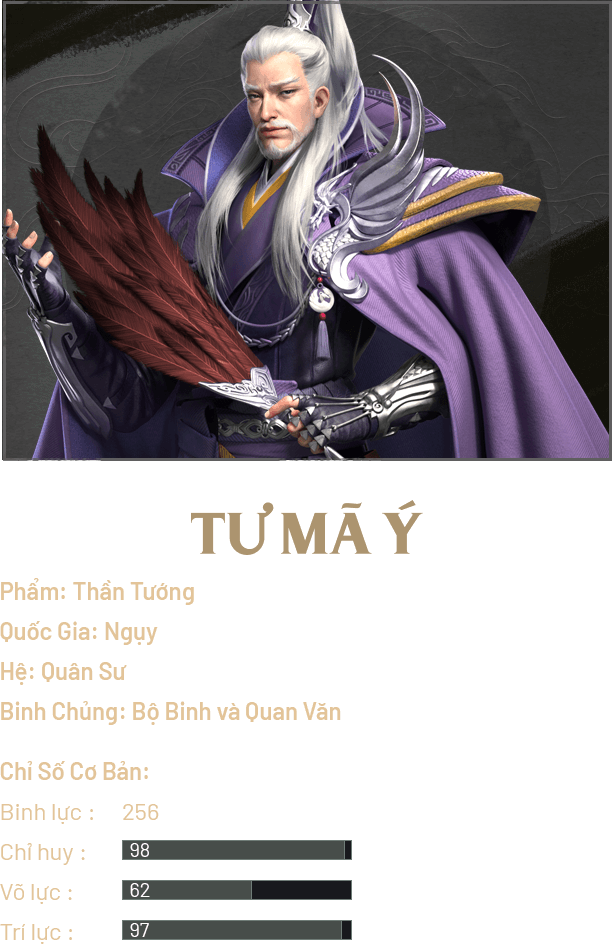 TƯ MÃ Ý
Phẩm: Thần Tướng
Quốc Gia: Ngụy
Hệ: Quân Sư
Binh Chủng: Bộ Binh và Quan Văn
Chỉ Số Cơ Bản:
Binh lực : 256
Chỉ huy : 98
Võ lực : 62
Trí lực : 97